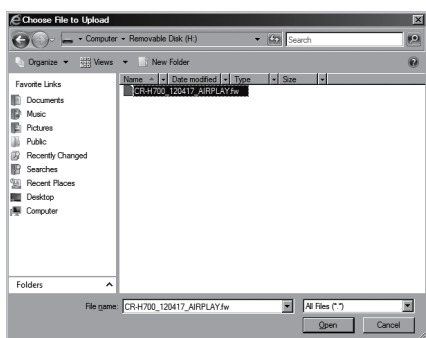 Choose File to Upload
Computer Removable Disk (H:) Search
Organize Views New Folder
Favorite Links
Documents
Music
Pictures
Public
Recently Changed
Searches
Recent Places
Desktop
Computer
Folders
Name Date modified Type Size
CR-H700_120417_AIRPLAY.fw
File name: CR-H700_120417_AIRPLAY.fw All Files (*.*)
Open Cancel